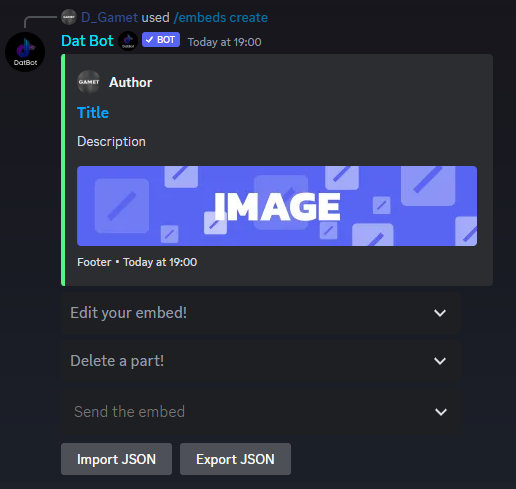 D_Gamet used /embeds create
DatBot
Dat Bot DatBot ✓ BOT Today at 19:00
GAMET Author
Title
Description
IMAGE
Footer • Today at 19:00
Edit your embed!
Delete a part!
Send the embed
Import JSON Export JSON